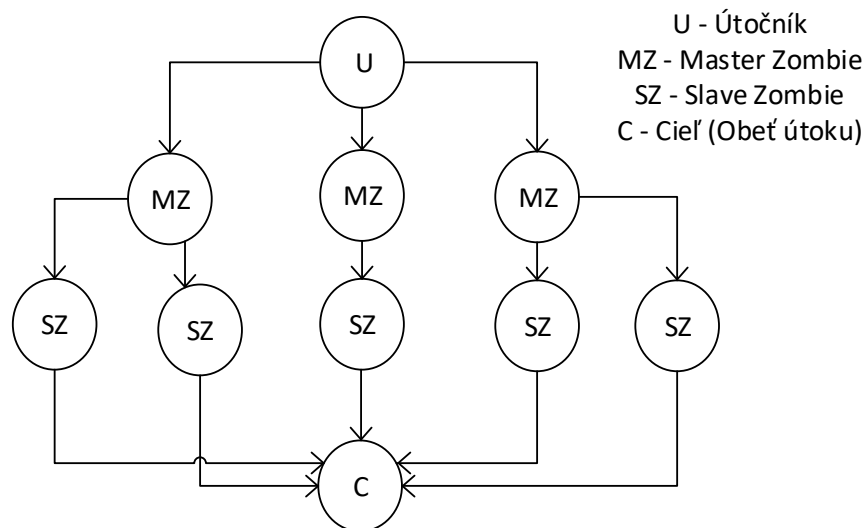 U - Útočník
MZ - Master Zombie
SZ - Slave Zombie
C - Cieľ (Obeť útoku)
U
MZ
MZ
MZ
SZ
SZ
SZ
SZ
SZ
C